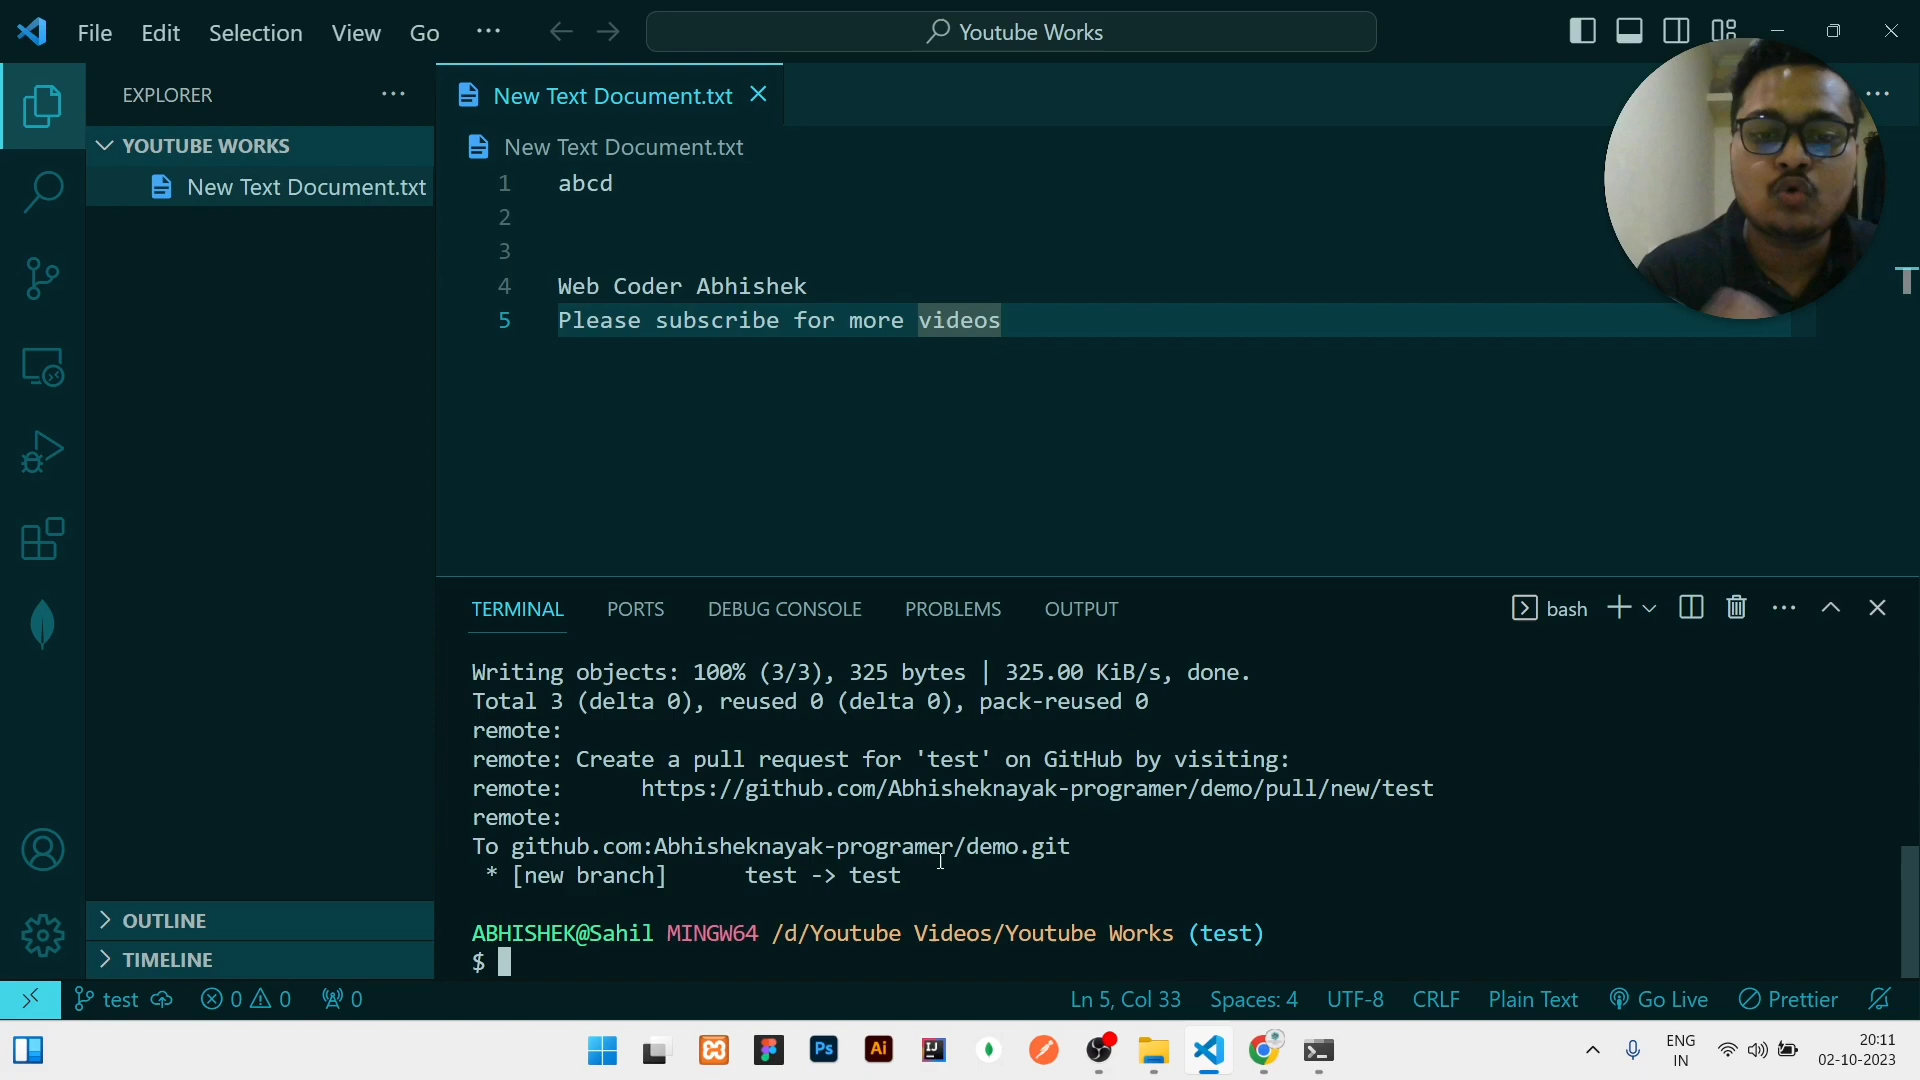 File Edit Selection View Go ··· Youtube Works
EXPLORER ···
YOUTUBE WORKS
New Text Document.txt
New Text Document.txt
New Text Document.txt
1 abcd
2
3
4 Web Coder Abhishek
5 Please subscribe for more videos
TERMINAL PORTS DEBUG CONSOLE PROBLEMS OUTPUT bash
Writing objects: 100% (3/3), 325 bytes | 325.00 KiB/s, done.
Total 3 (delta 0), reused 0 (delta 0), pack-reused 0
remote:
remote: Create a pull request for 'test' on GitHub by visiting:
remote:      https://github.com/Abhisheknayak-programer/demo/pull/new/test
remote:
To github.com:Abhisheknayak-programer/demo.git
 * [new branch]      test -> test
ABHISHEK@Sahil MINGW64 /d/Youtube Videos/Youtube Works (test)
$
OUTLINE
TIMELINE
test 0 0 0 Ln 5, Col 33 Spaces: 4 UTF-8 CRLF Plain Text Go Live Prettier
Ps Ai IJ
ENG
IN
20:11
02-10-2023